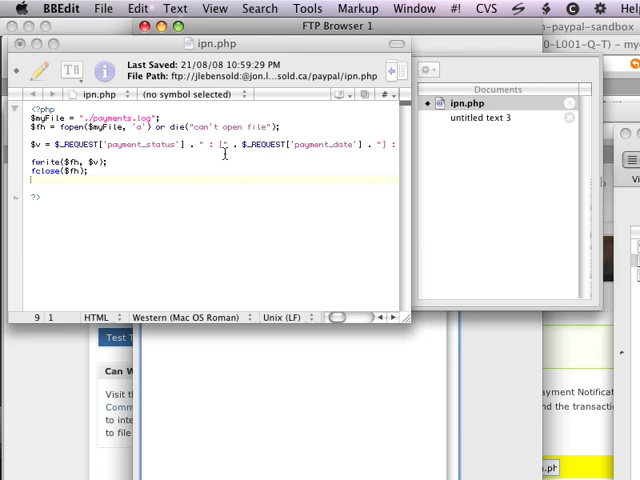 BBEdit File Edit Text View Search Tools Markup Window #! CVS Help
FTP Browser 1
ipn.php
Last Saved: 21/08/08 10:59:29 PM
File Path: ftp://jlebensold@jon.l...sold.ca/paypal/ipn.php
ipn.php (no symbol selected) #
<?php
$myFile = "./payments.log";
$fh = fopen($myFile, 'a') or die("can't open file");
$v = $_REQUEST['payment_status'] . " : [" . $_REQUEST['payment_date'] . "] :
fwrite($fh, $v);
fclose($fh);
?>
9 1 HTML Western (Mac OS Roman) Unix (LF)
Documents
ipn.php
untitled text 3
paypal-sandbox
-L001-Q-T)
Test T
Can W
Visit th
Comm
to inte
to file
ayment Notificat
nd the transactio